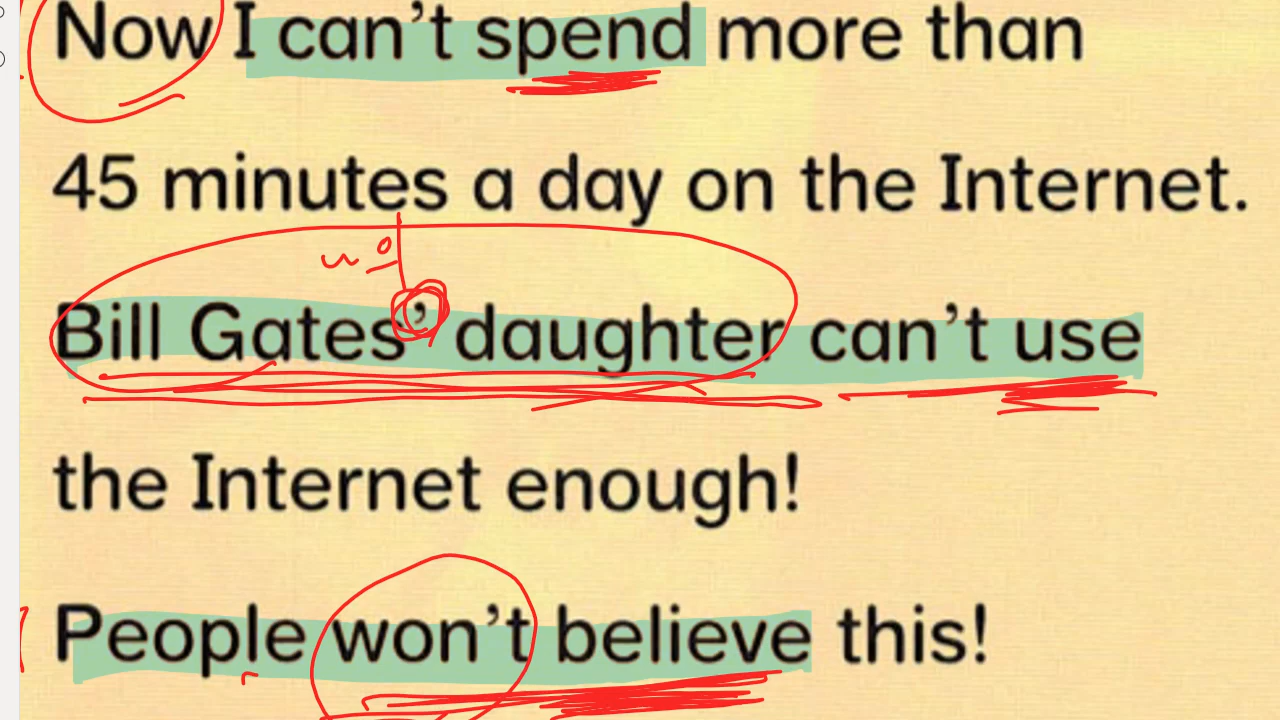 Now I can’t spend more than
45 minutes a day on the Internet.
Bill Gates’ daughter can’t use
the Internet enough!
People won’t believe this!